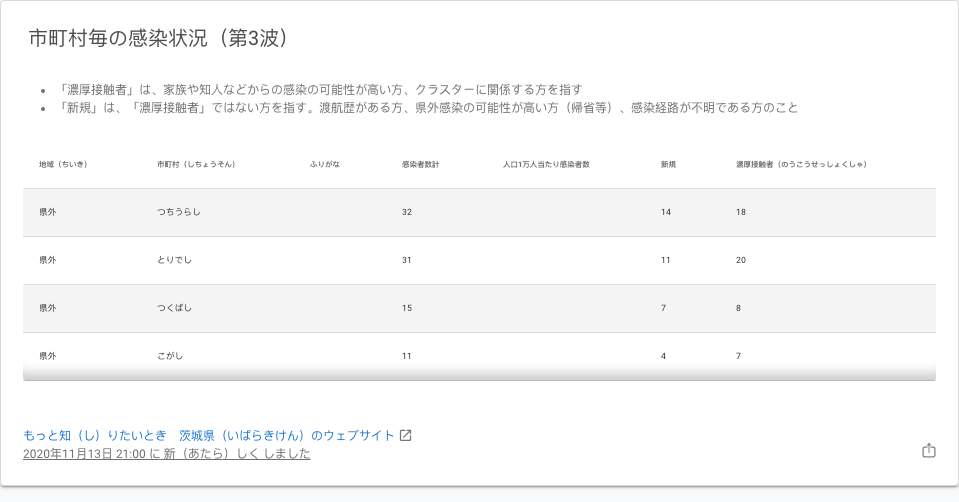 市町村毎の感染状況（第3波）
「濃厚接触者」は、家族や知人などからの感染の可能性が高い方、クラスターに関係する方を指す
「新規」は、「濃厚接触者」ではない方を指す。渡航歴がある方、県外感染の可能性が高い方（帰省等）、感染経路が不明である方のこと
地域（ちいき） 市町村（しちょうそん） ふりがな 感染者数計 人口1万人当たり感染者数 新規 濃厚接触者（のうこうせっしょくしゃ）
県外 つちうらし 32 14 18
県外 とりでし 31 11 20
県外 つくばし 15 7 8
県外 こがし 11 4 7
もっと知（し）りたいとき　茨城県（いばらきけん）のウェブサイト
2020年11月13日 21:00 に 新（あたら）しく しました